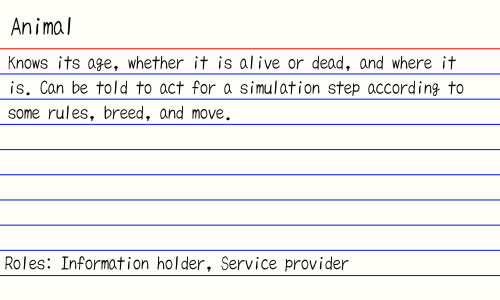 Animal
Knows its age, whether it is alive or dead, and where it
is. Can be told to act for a simulation step according to
some rules, breed, and move.
Roles: Information holder, Service provider